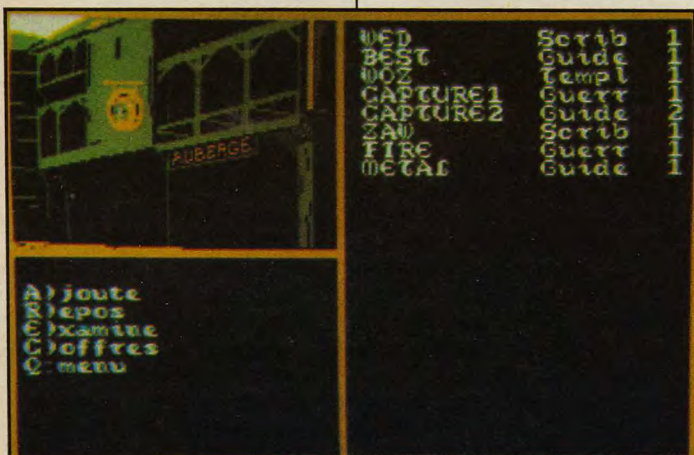 AUBERGE
WED Scrib 1
BEST Guide 1
WOZ Templ 1
CAPTURE1 Guerr 1
CAPTURE2 Guide 2
ZAW Scrib 1
FIRE Guerr 1
METAL Guide 1
A)joute
R)epos
E)xamine
C)offres
Q:menu